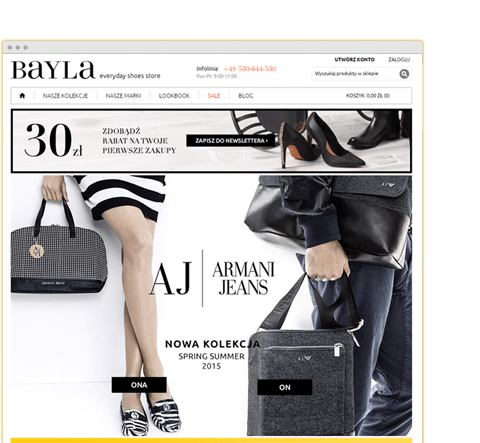 UTWÓRZ KONTO ZALOGUJ
BAYLA everyday shoes store
infolinia: +48 530-644-530
Pon-Pt: 9:00-17:00
Wyszukaj produkty w sklepie
NASZE KOLEKCJE NASZE MARKI LOOKBOOK SALE BLOG KOSZYK: 0,00 ZŁ (0)
30 zł
ZDOBĄDŹ
RABAT NA TWOJE
PIERWSZE ZAKUPY
ZAPISZ DO NEWSLETTERA ›
AJ ARMANI
JEANS
NOWA KOLEKCJA
SPRING SUMMER
2015
ONA
ON